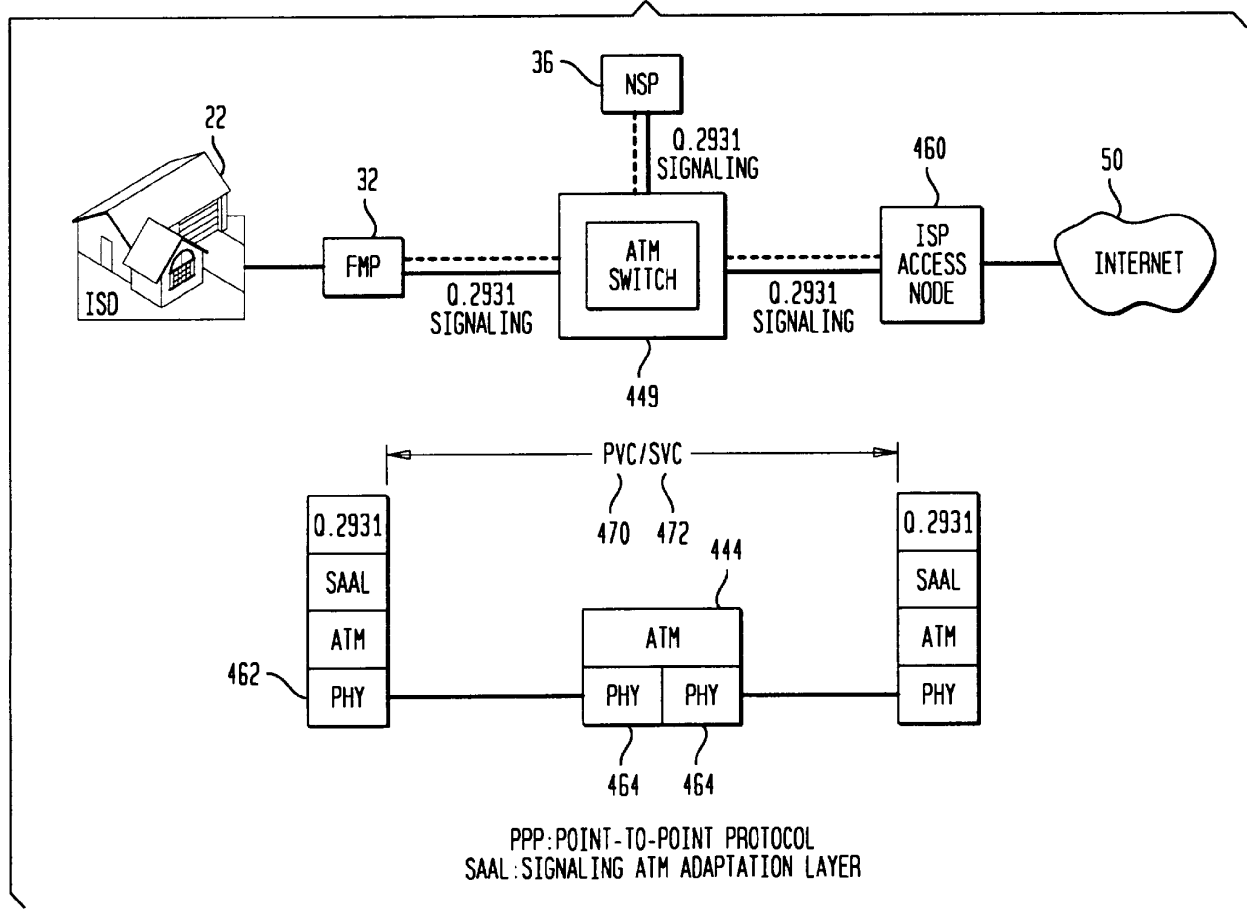 36
NSP
22
Q.2931
SIGNALING
460
50
32
ISD
FMP
ATM
SWITCH
ISP
ACCESS
NODE
INTERNET
Q.2931
SIGNALING
Q.2931
SIGNALING
449
PVC/SVC
470
472
444
Q.2931
SAAL
ATM
PHY
462
ATM
PHY
PHY
464
464
Q.2931
SAAL
ATM
PHY
PPP:POINT-TO-POINT PROTOCOL
SAAL:SIGNALING ATM ADAPTATION LAYER